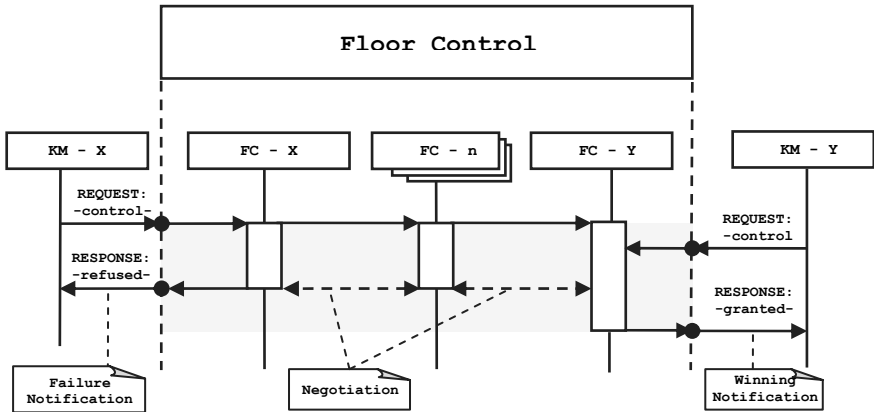 Floor Control
KM - X
FC - X
FC - n
FC - Y
KM - Y
REQUEST:
-control-
REQUEST:
-control
RESPONSE:
-refused-
RESPONSE:
-granted-
Failure
Notification
Negotiation
Winning
Notification